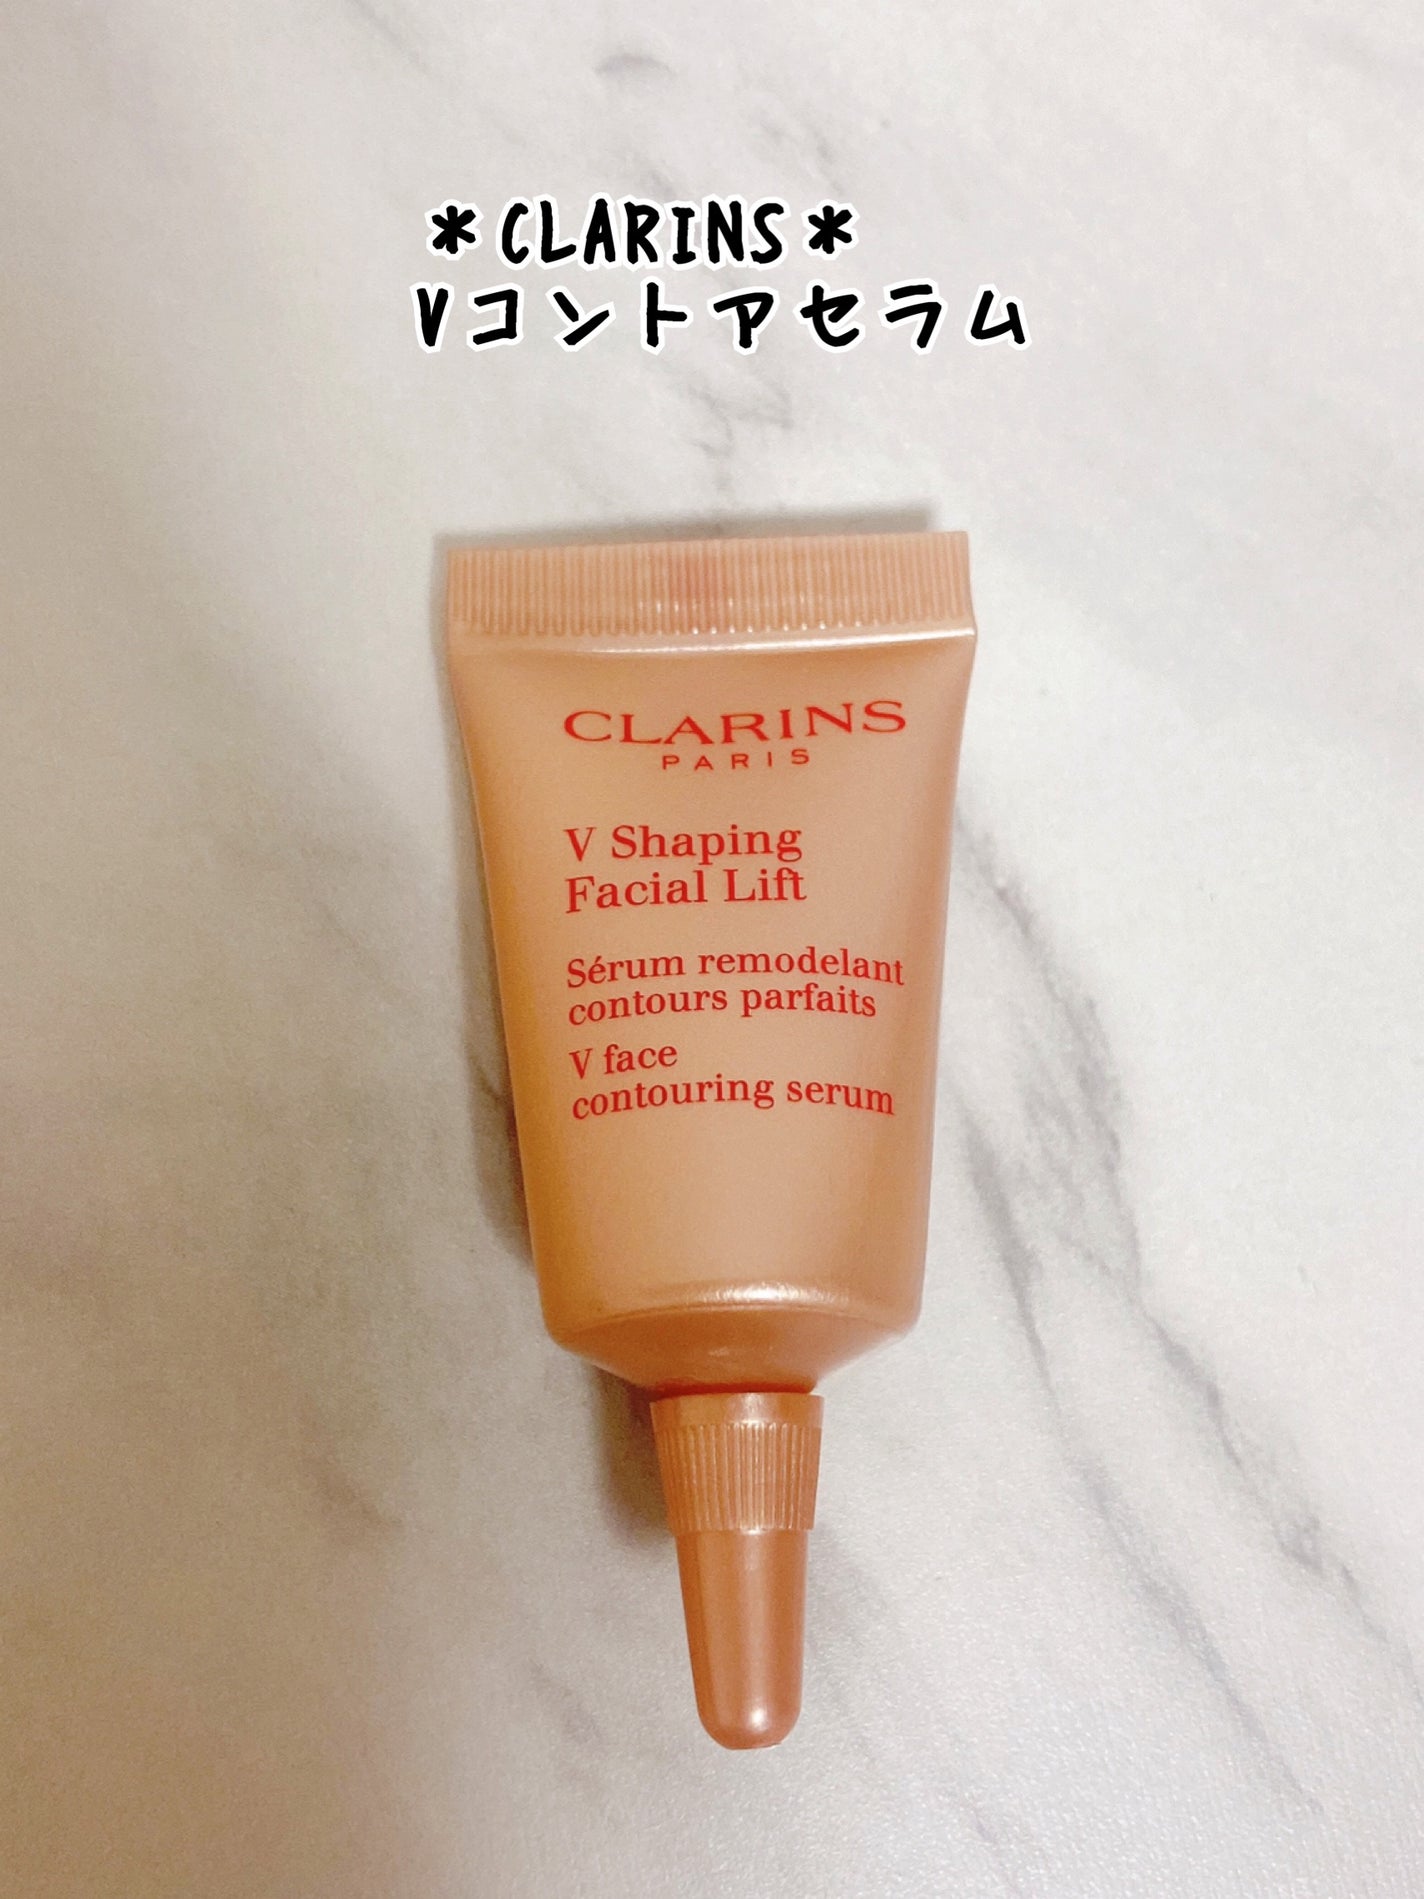 *CLARINS*
Vコントアセラム
CLARINS
PARIS
V Shaping
Facial Lift
Sérum remodelant
contours parfaits
V face
contouring serum